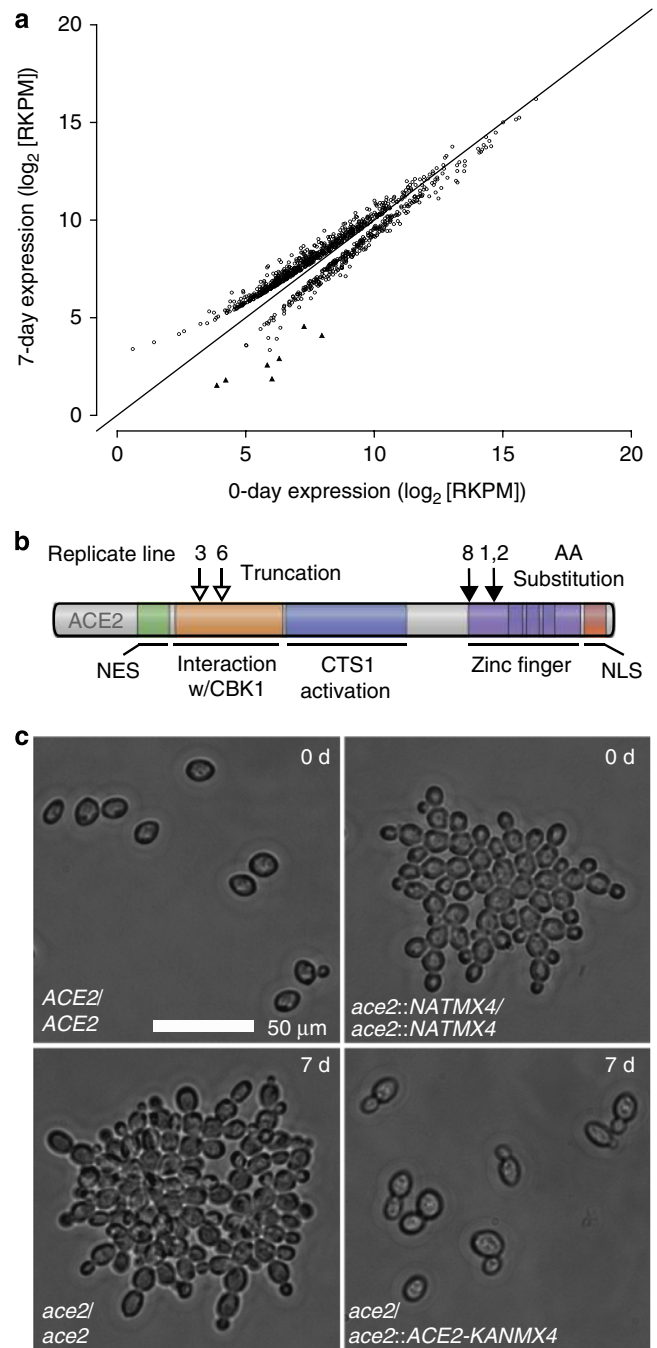 a
20
15
10
5
0
7-day expression (log2 [RKPM])
0 5 10 15 20
0-day expression (log2 [RKPM])
b
Replicate line 3 6 Truncation 8 1,2 AA Substitution
ACE2
NES
Interaction
w/CBK1
CTS1
activation
Zinc finger
NLS
c
0 d
ACE2/
ACE2
50 μm
0 d
ace2::NATMX4/
ace2::NATMX4
7 d
ace2/
ace2
7 d
ace2/
ace2::ACE2-KANMX4